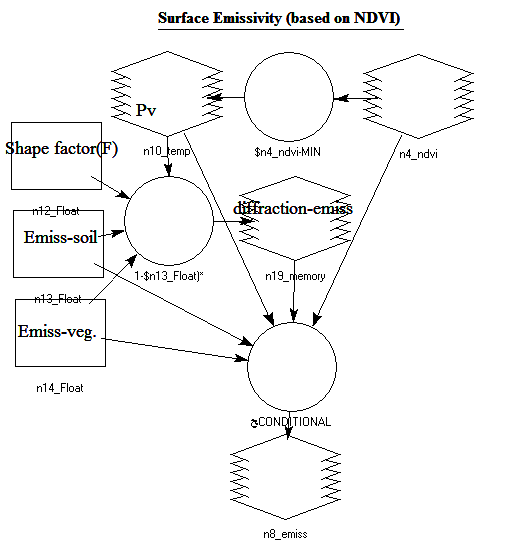 Surface Emissivity (based on NDVI)
Pv
n10_temp
$n4_ndvi-MIN
n4_ndvi
Shape factor(F)
n12_Float
diffraction-emiss
Emiss-soil
n13_Float
1-$n13_Float)*
n19_memory
Emiss-veg.
n14_Float
CONDITIONAL
n8_emiss